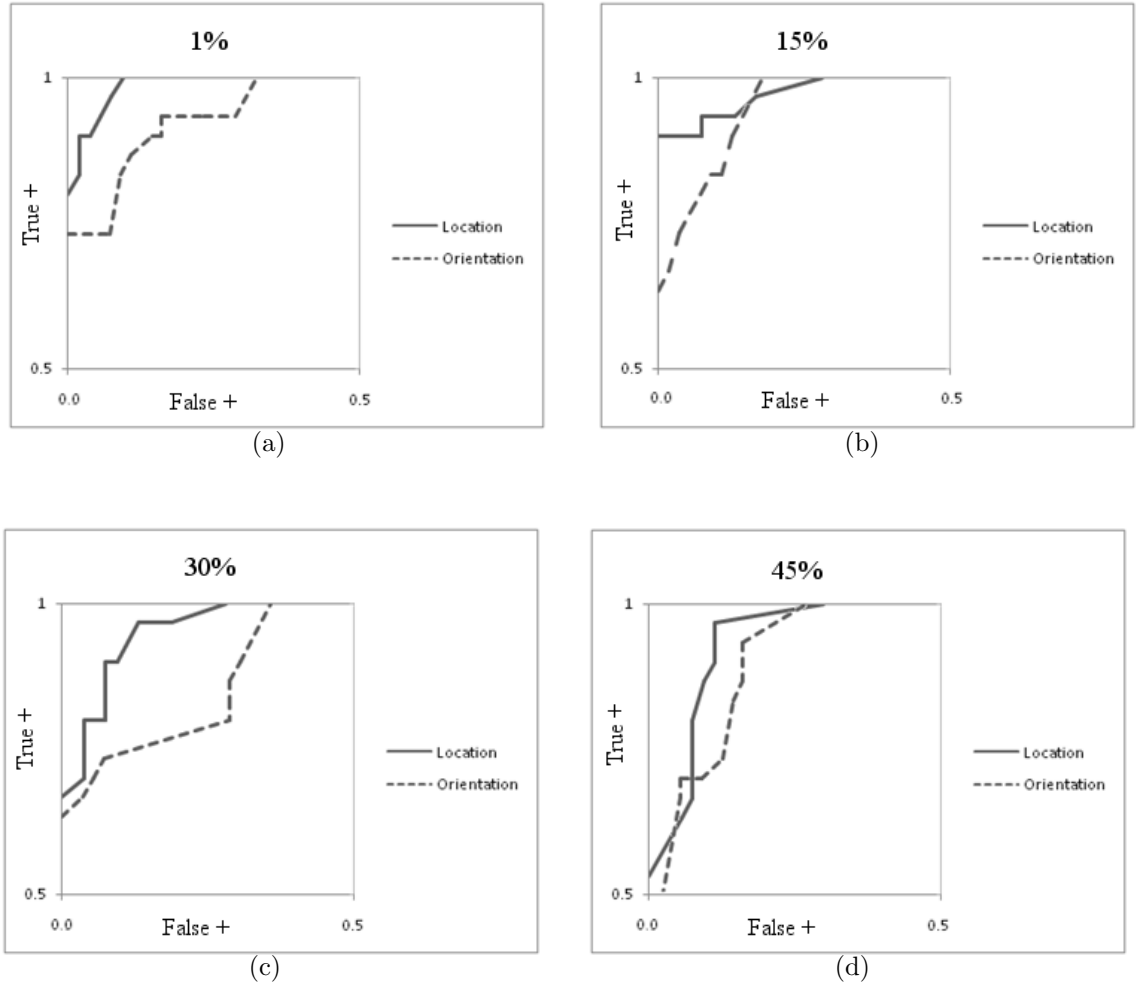 1%
1
True +
0.5
0.0
False +
0.5
Location
Orientation
(a)
15%
1
True +
0.5
0.0
False +
0.5
Location
Orientation
(b)
30%
1
True +
0.5
0.0
False +
0.5
Location
Orientation
(c)
45%
1
True +
0.5
0.0
False +
0.5
Location
Orientation
(d)